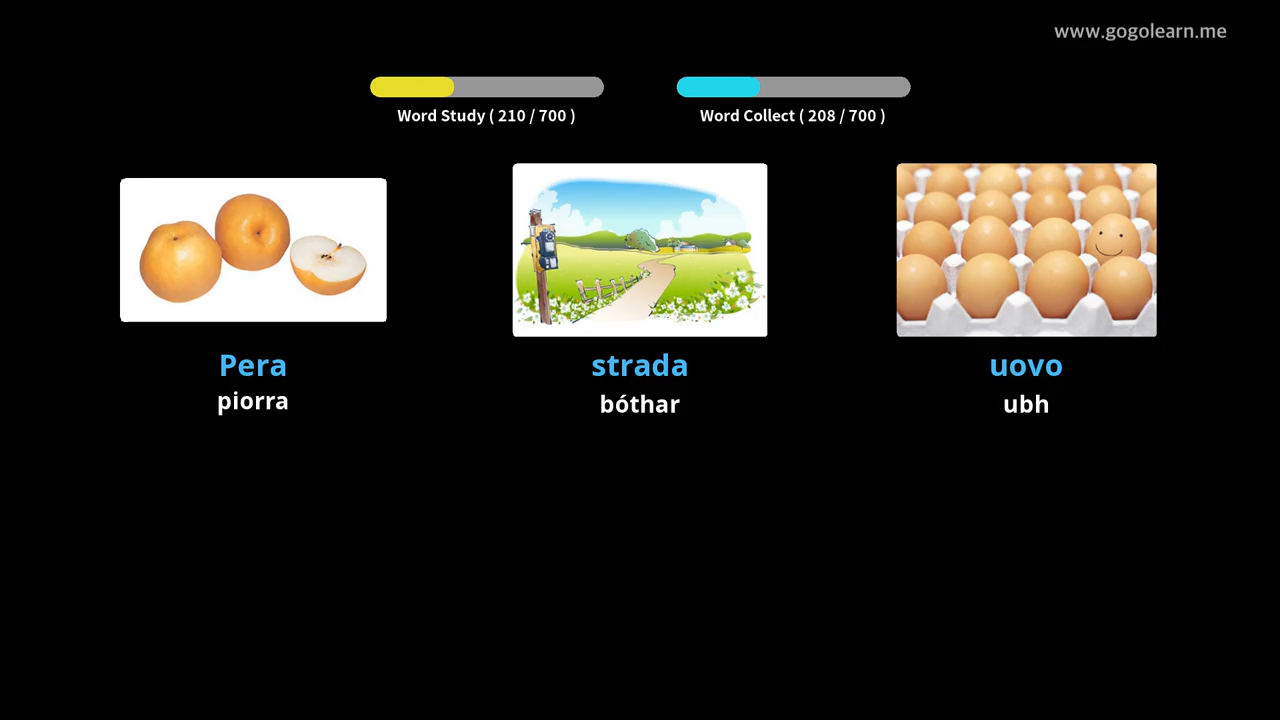 www.gogolearn.me
Word Study ( 210 / 700 )
Word Collect ( 208 / 700 )
Pera
piorra
strada
bóthar
uovo
ubh